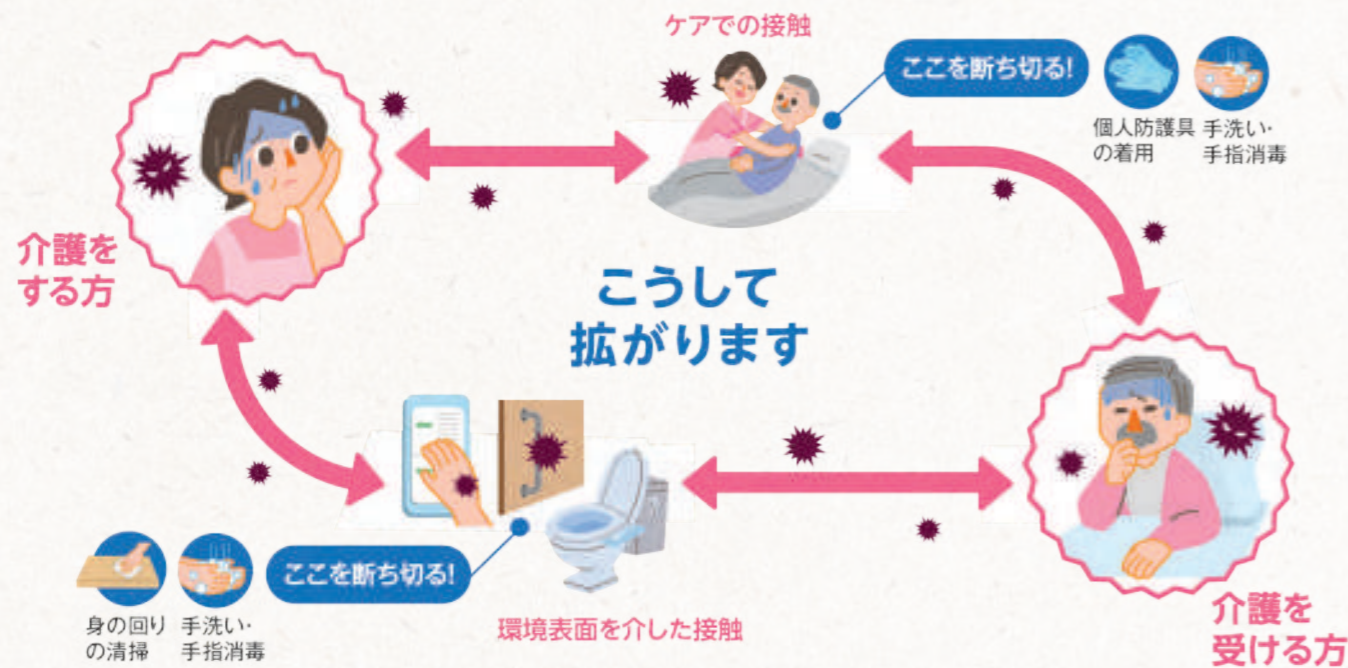 ケアでの接触
ここを断ち切る!
個人防護具
の着用
手洗い・
手指消毒
介護を
する方
こうして
拡がります
ここを断ち切る!
身の回り
の清掃
手洗い・
手指消毒
環境表面を介した接触
介護を
受ける方